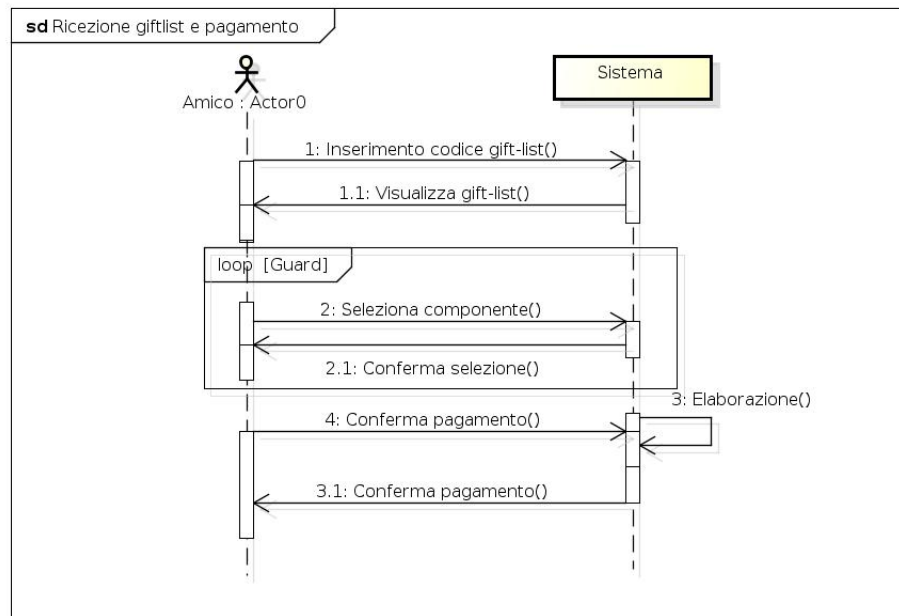 sd Ricezione giftlist e pagamento
Sistema
Amico : Actor0
1: Inserimento codice gift-list()
1.1: Visualizza gift-list()
loop [Guard]
2: Seleziona componente()
2.1: Conferma selezione()
3: Elaborazione()
4: Conferma pagamento()
3.1: Conferma pagamento()